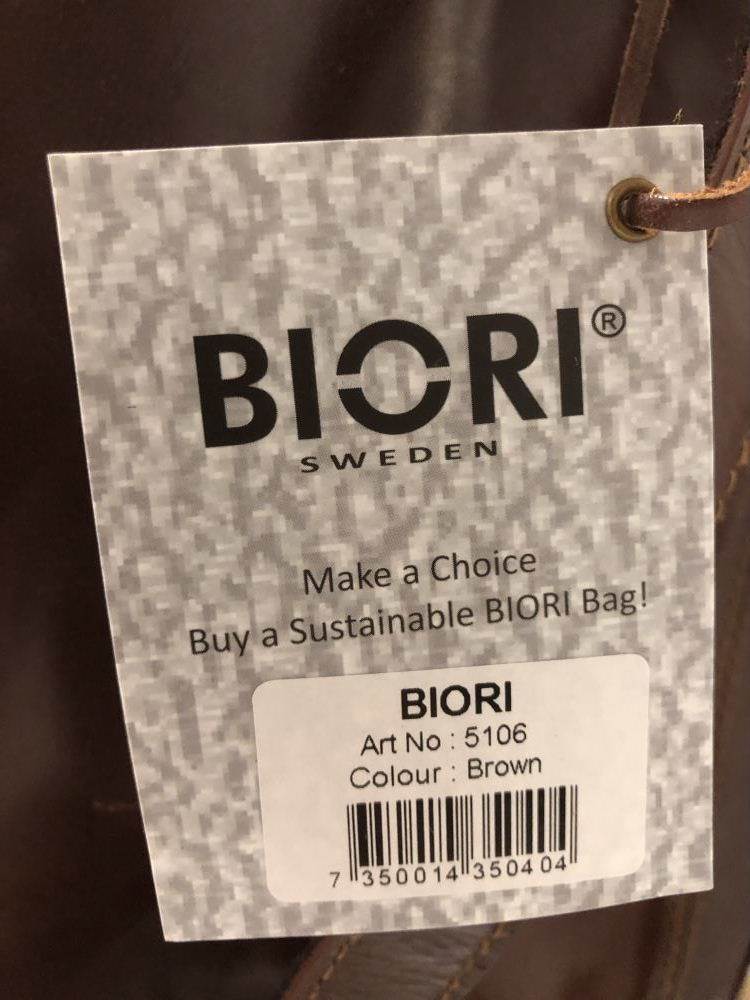 BIORI®
SWEDEN
Make a Choice
Buy a Sustainable BIORI Bag!
BIORI
Art No : 5106
Colour : Brown
7 350014 350404